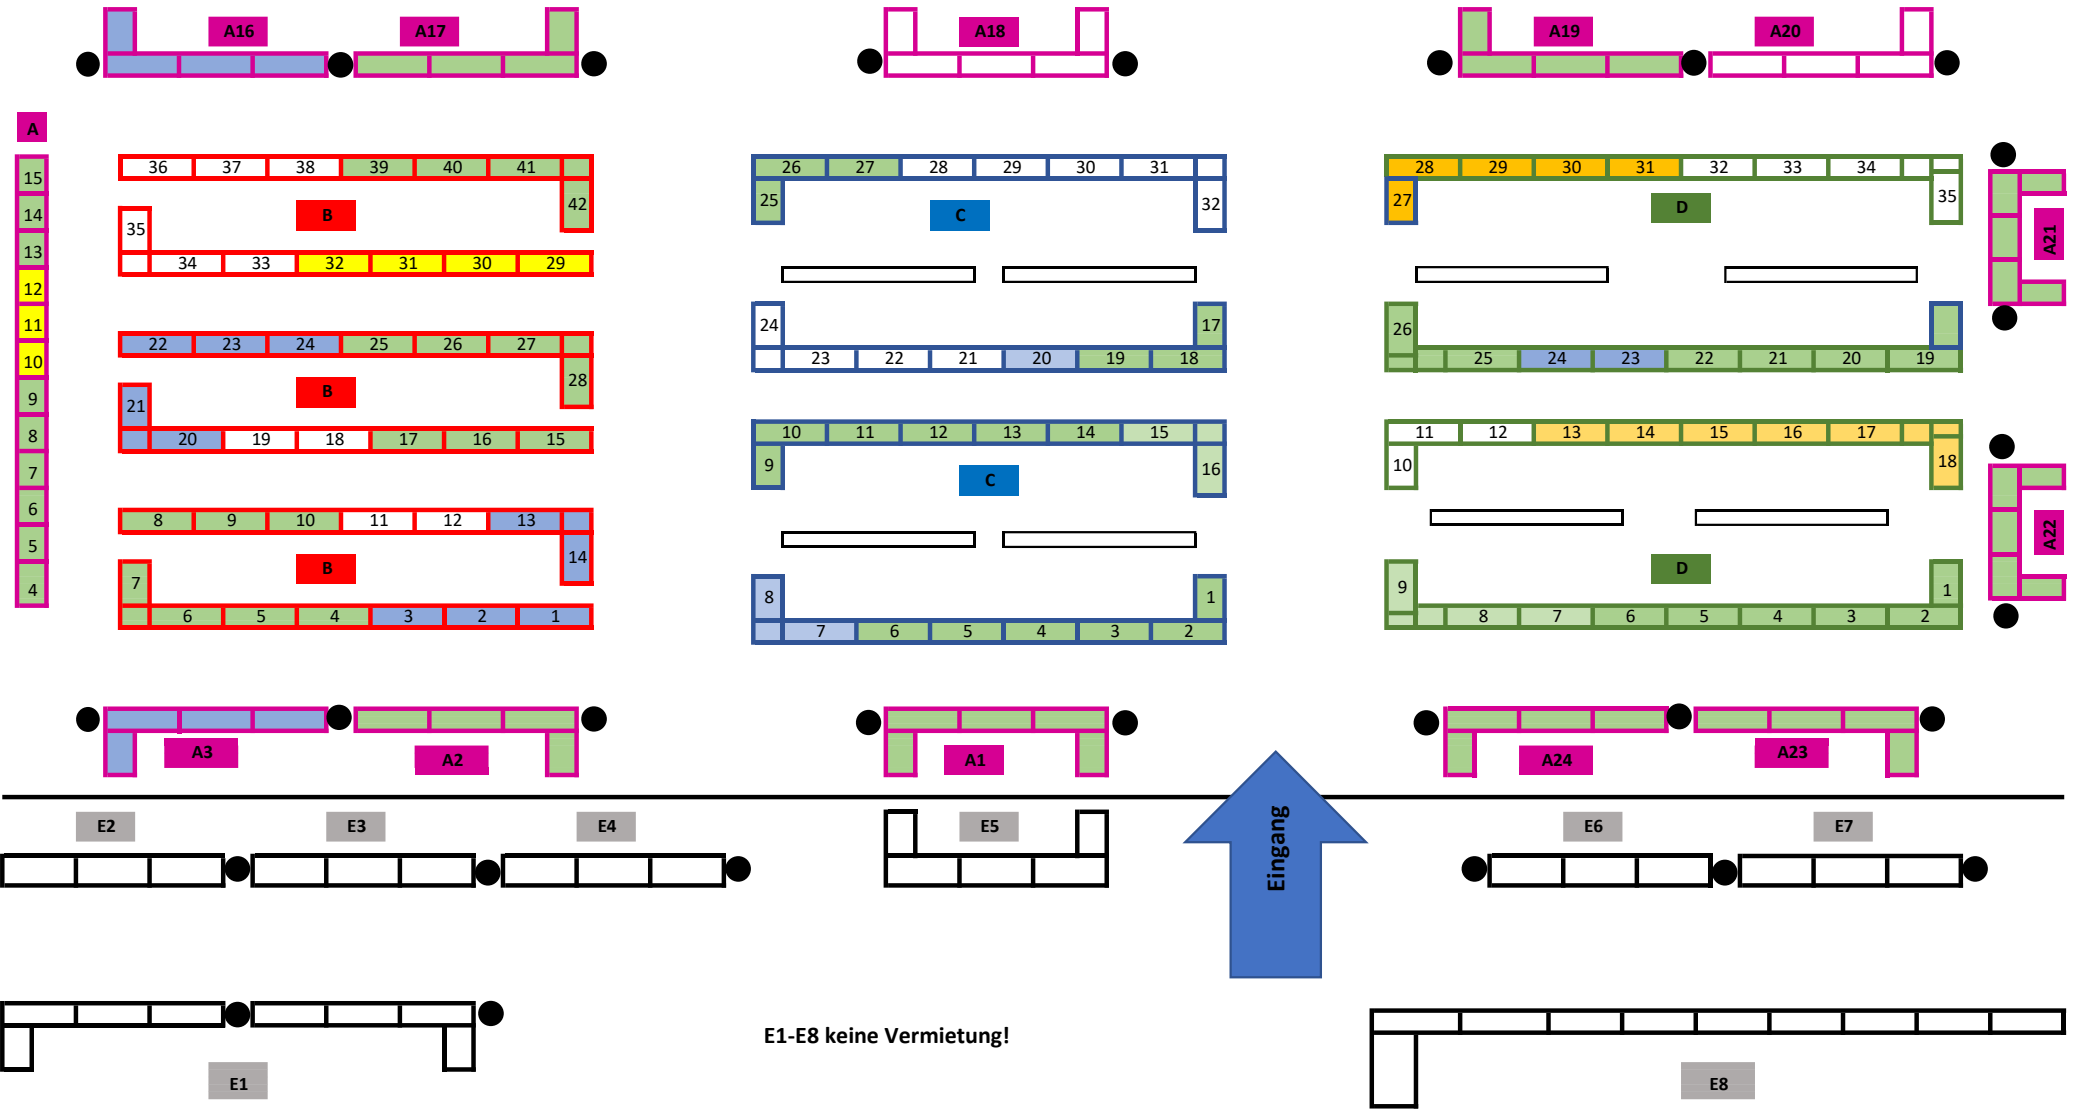 A16 A17 A18 A19 A20
A
36 37 38 39 40 41
26 27 28 29 30 31
28 29 30 31 32 33 34
15
14
13
12
11
10
9
8
7
6
5
4
42
35
B
25
32
C
27
35
D
A21
34 33 32 31 30 29
24
17
26
22 23 24 25 26 27
23 22 21 20 19 18
25 24 23 22 21 20 19
28
21
B
20 19 18 17 16 15
10 11 12 13 14 15
11 12 13 14 15 16 17
9
16
C
10
18
8 9 10 11 12 13
14
7
B
A22
D
8
1
9
1
6 5 4 3 2 1
7 6 5 4 3 2
8 7 6 5 4 3 2
A3 A2 A1 A24 A23
E2 E3 E4 E5 E6 E7
Eingang
E1-E8 keine Vermietung!
E1 E8